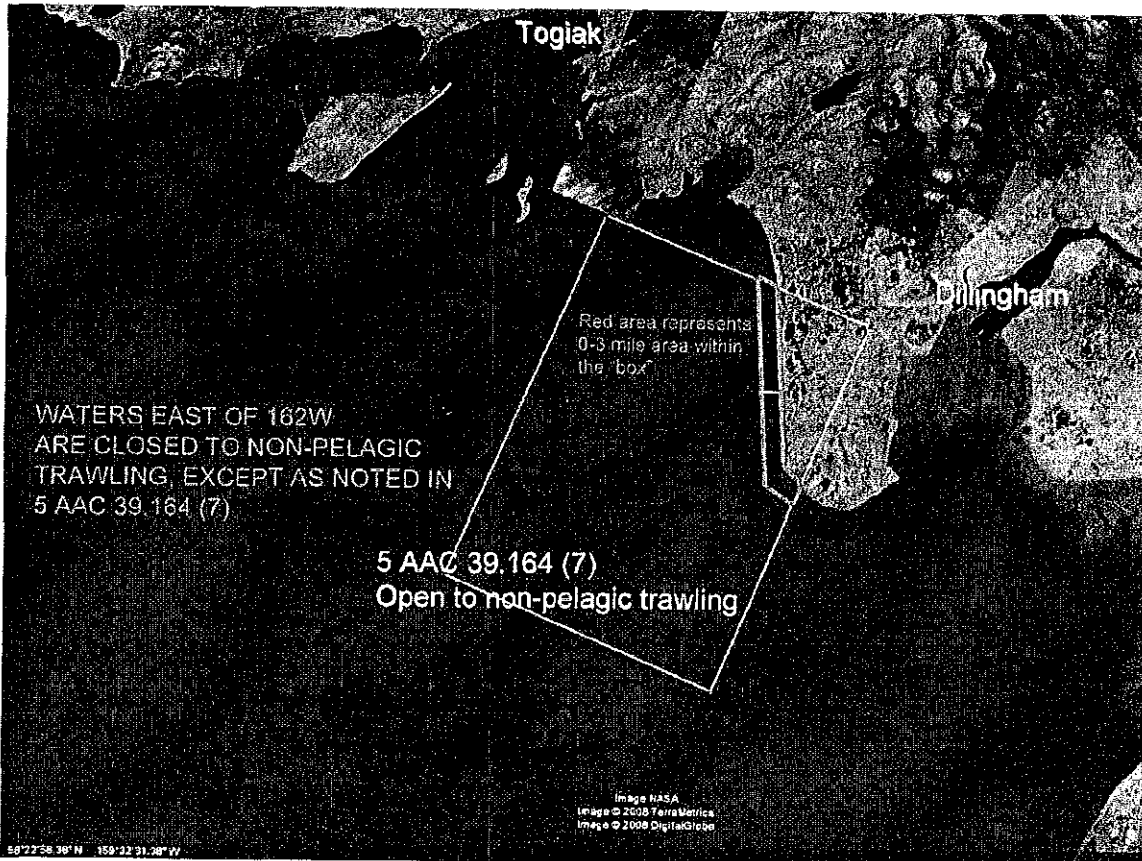 Togiak
Dillingham
Red area represents
0-3 mile area within
the "box"
WATERS EAST OF 162W
ARE CLOSED TO NON-PELAGIC
TRAWLING, EXCEPT AS NOTED IN
5 AAC 39.164 (7)
5 AAC 39.164 (7)
Open to non-pelagic trawling
Image NASA
Image © 2008 TerraMetrics
Image © 2008 DigitalGlobe